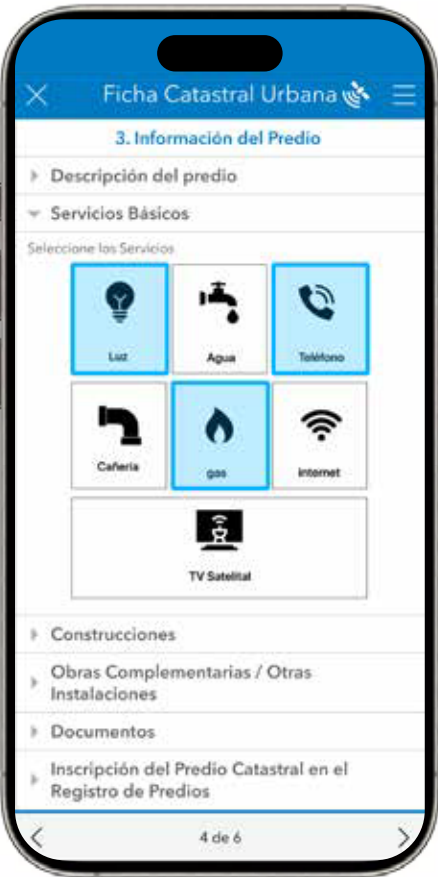 Ficha Catastral Urbana
3. Información del Predio
Descripción del predio
Servicios Básicos
Seleccione los Servicios
Luz
Agua
Teléfono
Cañería
gas
internet
TV Satelital
Construcciones
Obras Complementarias / Otras
Instalaciones
Documentos
Inscripción del Predio Catastral en el
Registro de Predios
4 de 6